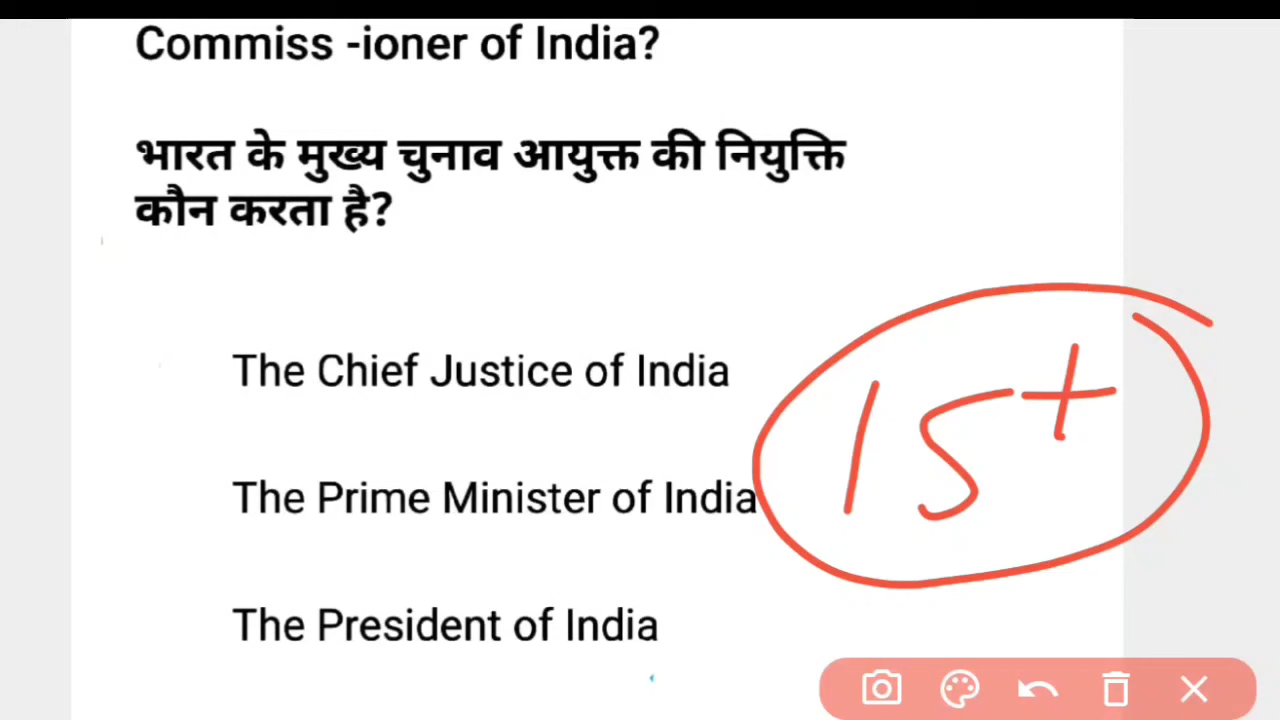 Commiss -ioner of India?
भारत के मुख्य चुनाव आयुक्त की नियुक्ति
कौन करता है?
The Chief Justice of India
15+
The Prime Minister of India
The President of India